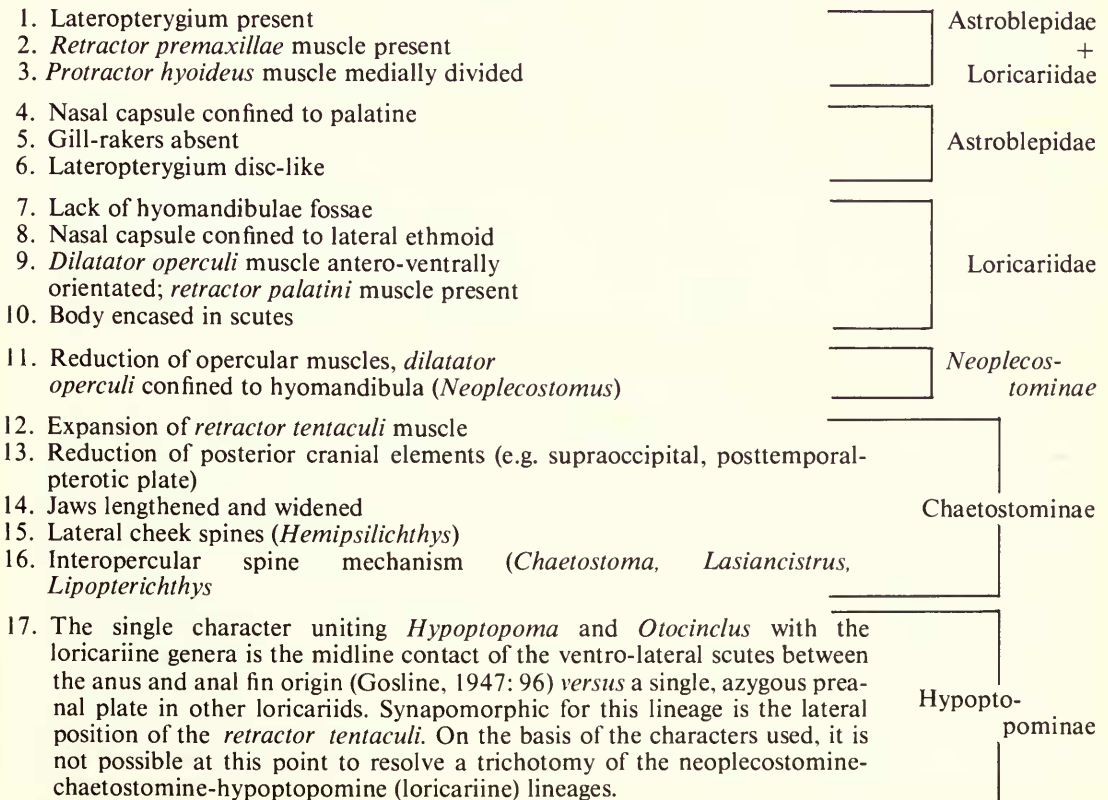 1. Lateropterygium present
2. Retractor premaxillae muscle present
3. Protractor hyoideus muscle medially divided
Astroblepidae
+
Loricariidae
4. Nasal capsule confined to palatine
5. Gill-rakers absent
6. Lateropterygium disc-like
Astroblepidae
7. Lack of hyomandibulae fossae
8. Nasal capsule confined to lateral ethmoid
9. Dilatator operculi muscle antero-ventrally
orientated; retractor palatini muscle present
10. Body encased in scutes
Loricariidae
11. Reduction of opercular muscles, dilatator
operculi confined to hyomandibula (Neoplecostomus)
Neoplecos-
tominae
12. Expansion of retractor tentaculi muscle
13. Reduction of posterior cranial elements (e.g. supraoccipital, posttemporal-
pterotic plate)
14. Jaws lengthened and widened
15. Lateral cheek spines (Hemipsilichthys)
16. Interopercular spine mechanism (Chaetostoma, Lasiancistrus,
Lipopterichthys
Chaetostominae
17. The single character uniting Hypoptopoma and Otocinclus with the
loricariine genera is the midline contact of the ventro-lateral scutes between
the anus and anal fin origin (Gosline, 1947: 96) versus a single, azygous prea-
nal plate in other loricariids. Synapomorphic for this lineage is the lateral
position of the retractor tentaculi. On the basis of the characters used, it is
not possible at this point to resolve a trichotomy of the neoplecostomine-
chaetostomine-hypoptopomine (loricariine) lineages.
Hypopto-
pominae